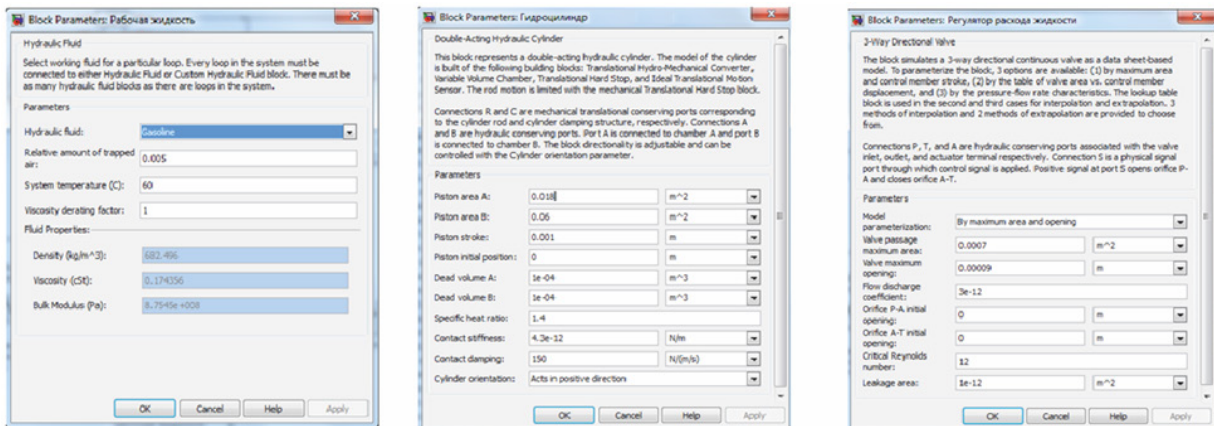 Block Parameters: Рабочая жидкость
Hydraulic Fluid
Select working fluid for a particular loop. Every loop in the system must be
connected to either Hydraulic Fluid or Custom Hydraulic Fluid block. There must be
as many hydraulic fluid blocks as there are loops in the system.
Parameters
Hydraulic fluid: Gasoline
Relative amount of trapped
air: 0.005
System temperature (C): 60
Viscosity derating factor: 1
Fluid Properties:
Density (kg/m^3): 682.496
Viscosity (cSt): 0.174356
Bulk Modulus (Pa): 8.7545e+008
OK Cancel Help Apply
Block Parameters: Гидроцилиндр
Double-Acting Hydraulic Cylinder
This block represents a double-acting hydraulic cylinder. The model of the cylinder
is built of the following building blocks: Translational Hydro-Mechanical Converter,
Variable Volume Chamber, Translational Hard Stop, and Ideal Translational Motion
Sensor. The rod motion is limited with the mechanical Translational Hard Stop block.
Connections R and C are mechanical translational conserving ports corresponding
to the cylinder rod and cylinder damping structure, respectively. Connections A
and B are hydraulic conserving ports. Port A is connected to chamber A and port B
is connected to chamber B. The block directionality is adjustable and can be
controlled with the Cylinder orientation parameter.
Parameters
Piston area A: 0.018 m^2
Piston area B: 0.06 m^2
Piston stroke: 0.001 m
Piston initial position: 0 m
Dead volume A: 1e-04 m^3
Dead volume B: 1e-04 m^3
Specific heat ratio: 1.4
Contact stiffness: 4.3e-12 N/m
Contact damping: 150 N/(m/s)
Cylinder orientation: Acts in positive direction
OK Cancel Help Apply
Block Parameters: Регулятор расхода жидкости
3-Way Directional Valve
The block simulates a 3-way directional continuous valve as a data sheet-based
model. To parameterize the block, 3 options are available: (1) by maximum area
and control member stroke, (2) by the table of valve area vs. control member
displacement, and (3) by the pressure-flow rate characteristics. The lookup table
block is used in the second and third cases for interpolation and extrapolation. 3
methods of interpolation and 2 methods of extrapolation are provided to choose
from.
Connections P, T, and A are hydraulic conserving ports associated with the valve
inlet, outlet, and actuator terminal respectively. Connection S is a physical signal
port through which control signal is applied. Positive signal at port S opens orifice P-
A and closes orifice A-T.
Parameters
Model
parameterization: By maximum area and opening
Valve passage
maximum area: 0.0007 m^2
Valve maximum
opening: 0.00009 m
Flow discharge
coefficient: 3e-12
Orifice P-A initial
opening: 0 m
Orifice A-T initial
opening: 0 m
Critical Reynolds
number: 12
Leakage area: 1e-12 m^2
OK Cancel Help Apply